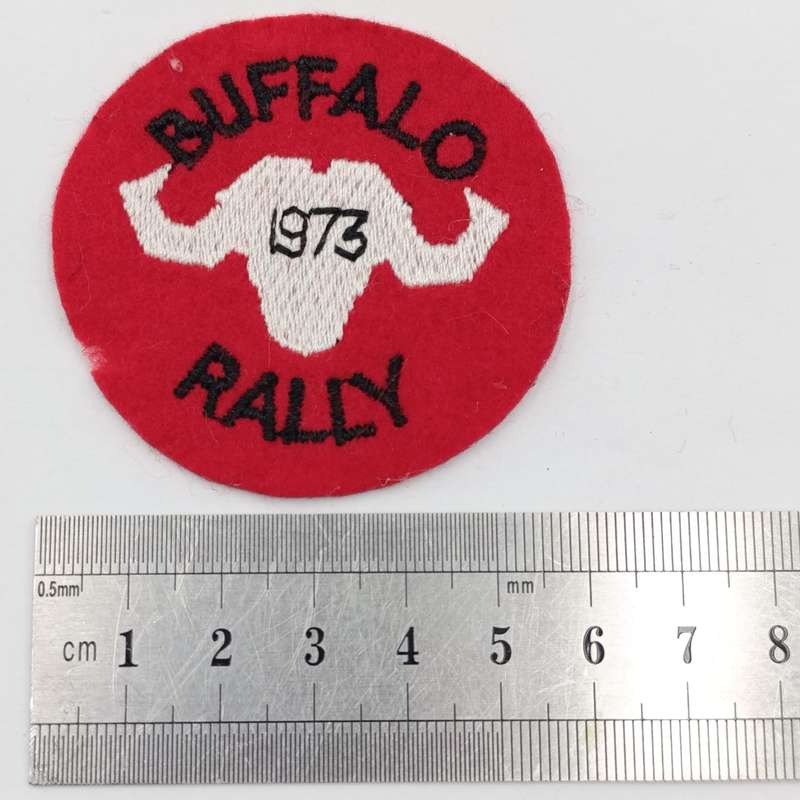 BUFFALO
1973
RALLY
0.5mm mm
cm 1 2 3 4 5 6 7 8